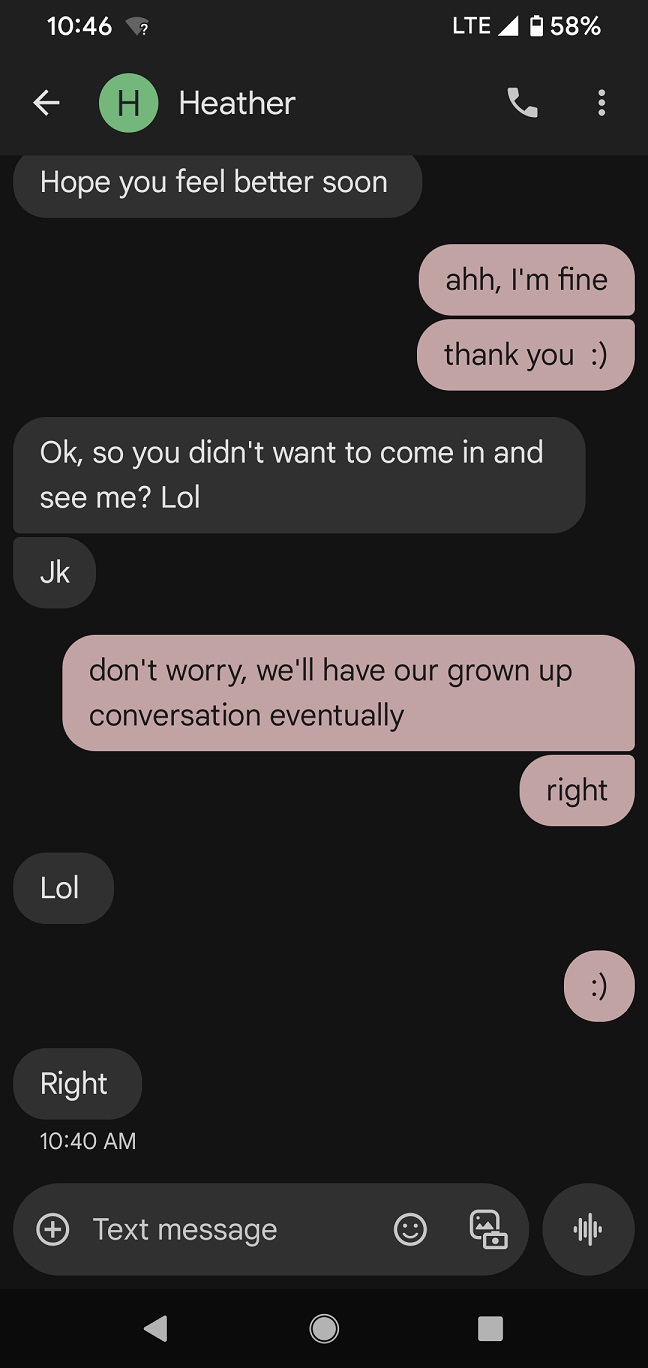 10:46
LTE 58%
H Heather
Hope you feel better soon
ahh, I'm fine
thank you :)
Ok, so you didn't want to come in and
see me? Lol
Jk
don't worry, we'll have our grown up
conversation eventually
right
Lol
:)
Right
10:40 AM
Text message